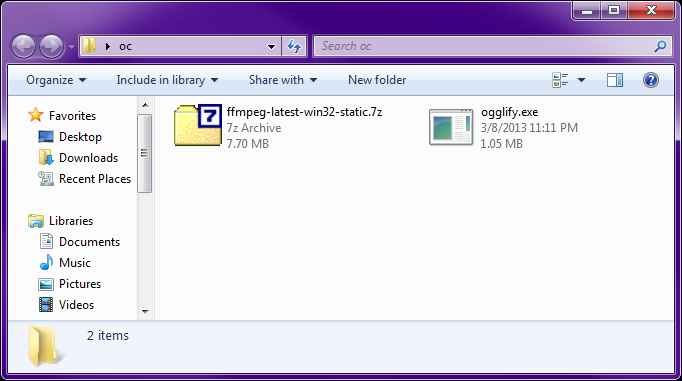 oc
Search oc
Organize
Include in library
Share with
New folder
?
Favorites
Desktop
Downloads
Recent Places
Libraries
Documents
Music
Pictures
Videos
7
ffmpeg-latest-win32-static.7z
7z Archive
7.70 MB
ogglify.exe
3/8/2013 11:11 PM
1.05 MB
2 items